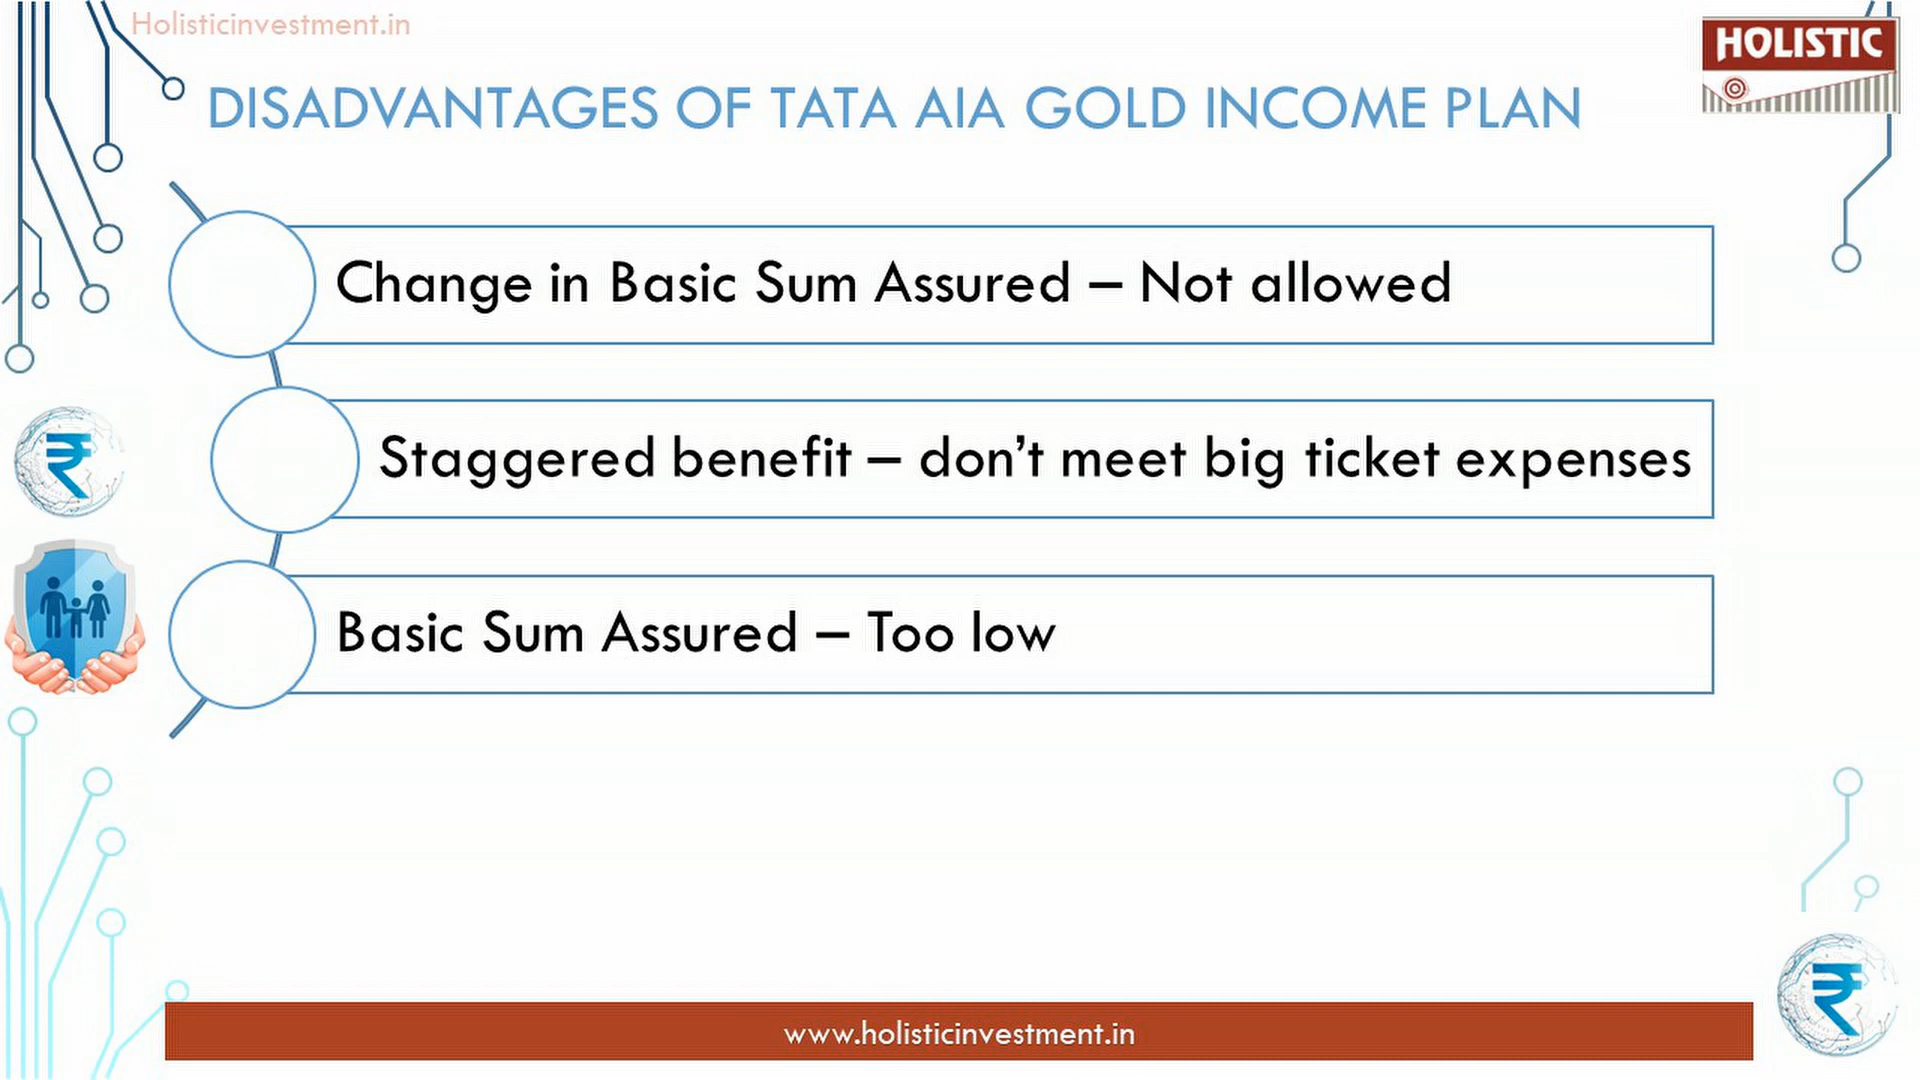 Holisticinvestment.in
HOLISTIC
DISADVANTAGES OF TATA AIA GOLD INCOME PLAN
Change in Basic Sum Assured – Not allowed
Staggered benefit – don’t meet big ticket expenses
Basic Sum Assured – Too low
www.holisticinvestment.in